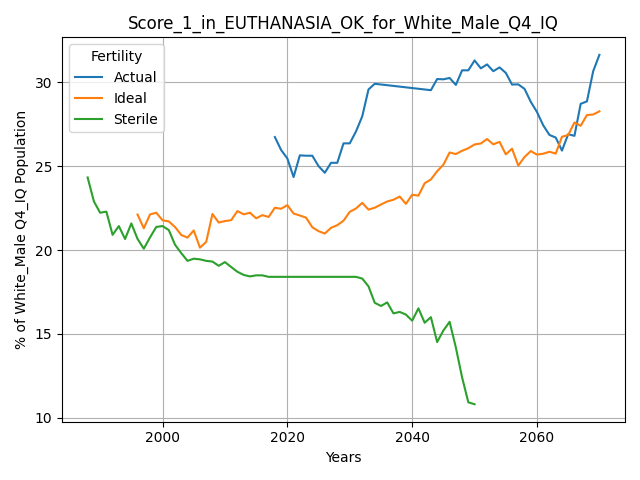 Score_1_in_EUTHANASIA_OK_for_White_Male_Q4_IQ
Fertility
Actual
Ideal
Sterile
% of White_Male Q4_IQ Population
30
25
20
15
10
2000
2020
2040
2060
Years